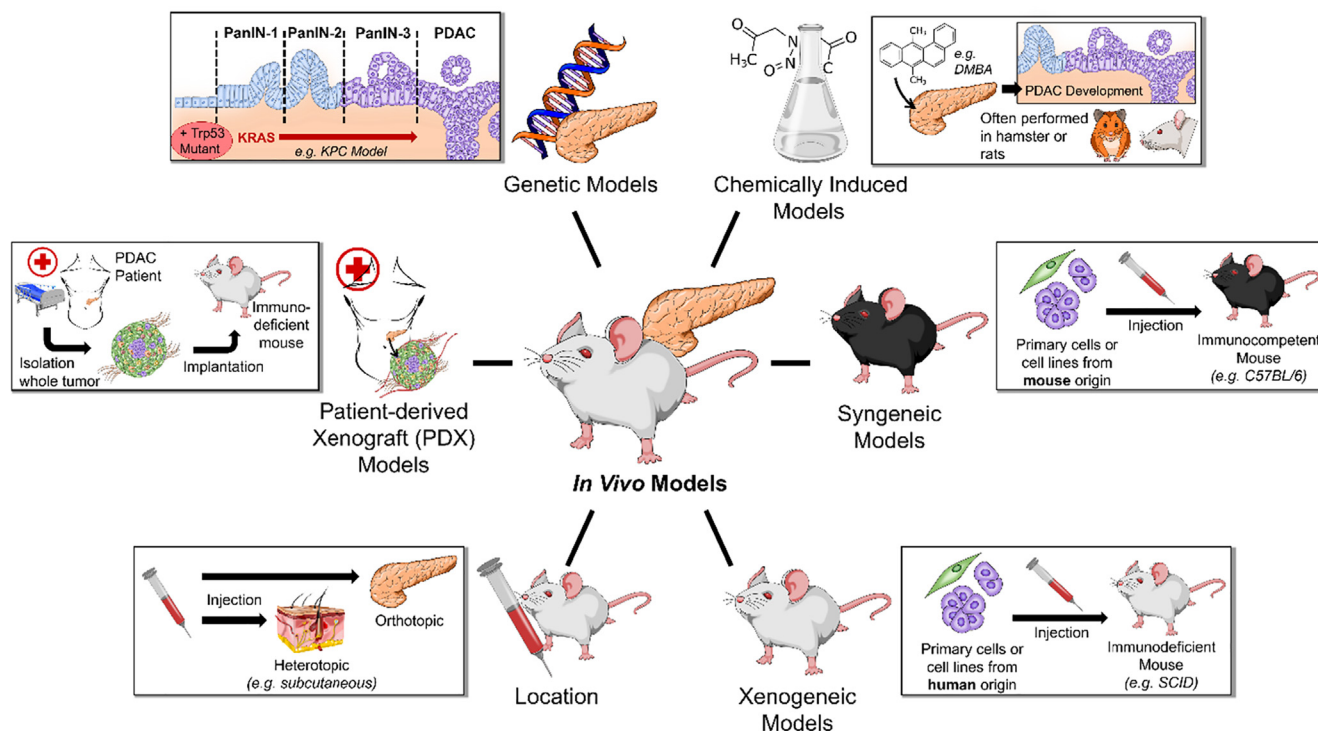 PanIN-1
PanIN-2
PanIN-3
PDAC
+ Trp53
Mutant
KRAS
e.g. KPC Model
Genetic Models
O
H₃C
N
N
O
O
C
Chemically Induced
Models
CH₃
CH₃
e.g.
DMBA
PDAC Development
Often performed
in hamster or
rats
PDAC
Patient
Isolation
whole tumor
Implantation
Immuno-
deficient
mouse
Patient-derived
Xenograft (PDX)
Models
In Vivo Models
Syngeneic
Models
Primary cells or
cell lines from
mouse origin
Injection
Immunocompetent
Mouse
(e.g. C57BL/6)
Injection
Orthotopic
Heterotopic
(e.g. subcutaneous)
Location
Xenogeneic
Models
Primary cells or
cell lines from
human origin
Injection
Immunodeficient
Mouse
(e.g. SCID)